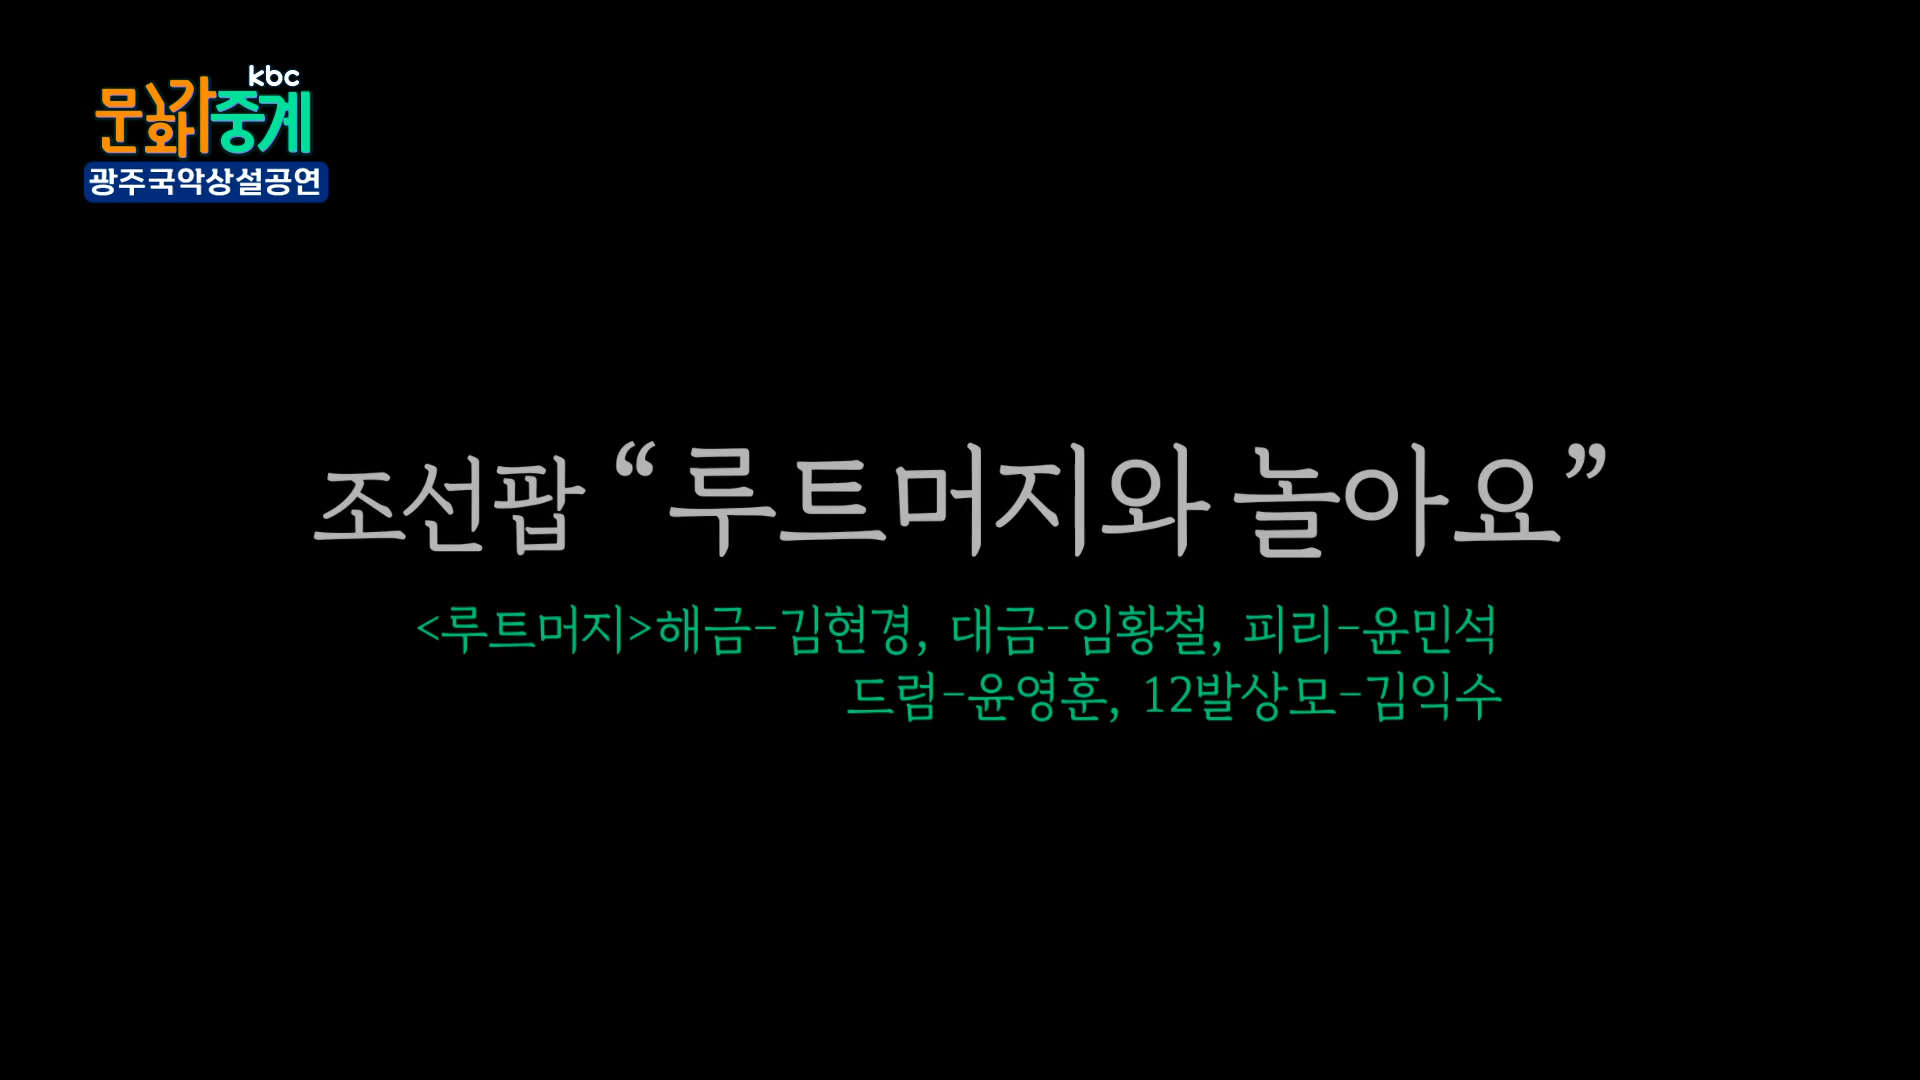 kbc
문화가중계
광주국악상설공연
조선팝 “루트머지와 놀아요”
<루트머지>해금-김현경, 대금-임황철, 피리-윤민석
드럼-윤영훈, 12발상모-김익수